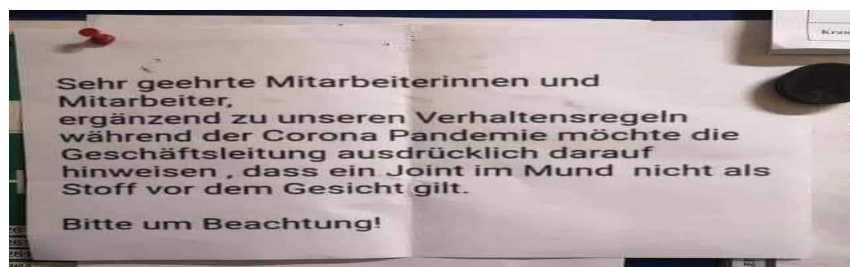 Sehr geehrte Mitarbeiterinnen und
Mitarbeiter,
ergänzend zu unseren Verhaltensregeln
während der Corona Pandemie möchte die
Geschäftsleitung ausdrücklich darauf
hinweisen , dass ein Joint im Mund  nicht als
Stoff vor dem Gesicht gilt.
Bitte um Beachtung!